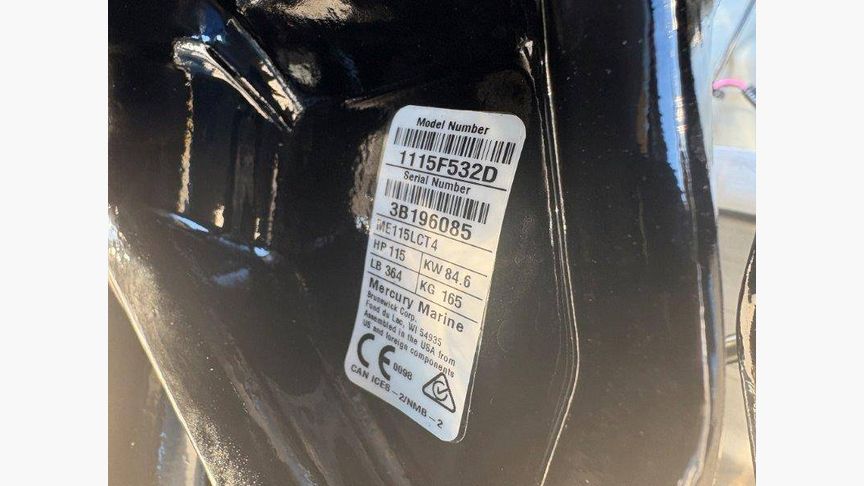 Model Number
1115F532D
Serial Number
3B196085
ME115LCT4
HP 115 KW 84.6
LB 364 KG 165
Mercury Marine
Brunswick Corp.
Fond du Lac, WI 54935
Assembled in the USA from
US and foreign components
CE 0098
CAN ICES-2/NMB-2